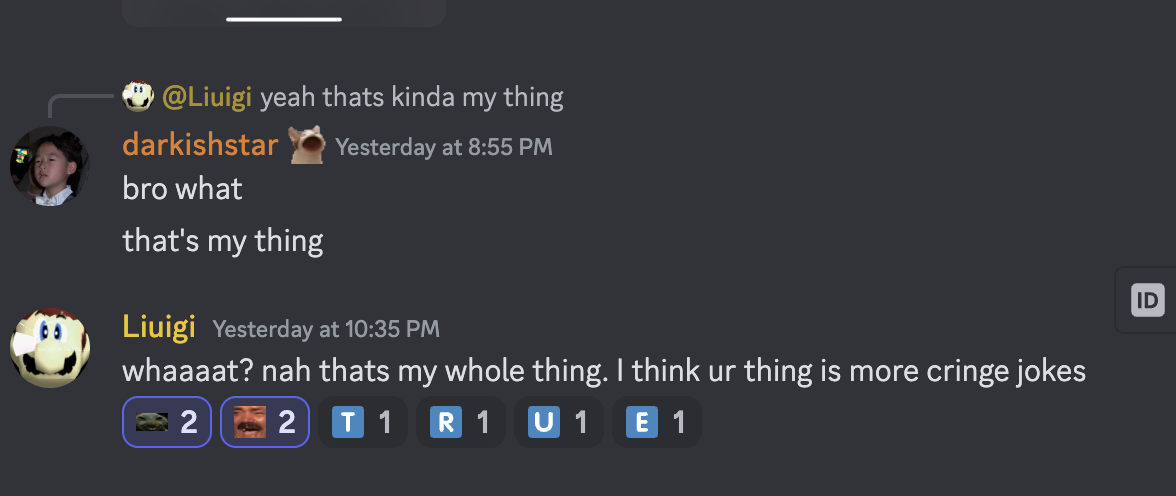 @Liuigi yeah thats kinda my thing
darkishstar Yesterday at 8:55 PM
bro what
that's my thing
ID
Liuigi Yesterday at 10:35 PM
whaaaat? nah thats my whole thing. I think ur thing is more cringe jokes
2 2 T 1 R 1 U 1 E 1